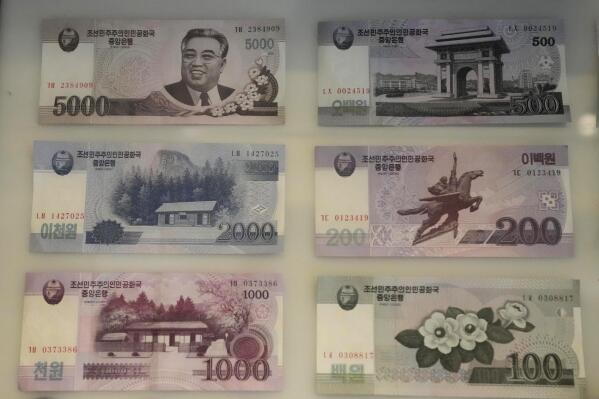 조선민주주의인민공화국
중앙은행
ㄱㅂ 2384909
5000
ㄱㅂ 2384909
5000
조선민주주의인민공화국
중앙은행
0024519
500
0024519
오백원
500
조선민주주의인민공화국
중앙은행
ㄴㅂ 1427025
ㄴㅂ 1427025
이천원
2000
조선민주주의인민공화국
중앙은행
이백원
ㄱㄷ 0123419
ㄱㄷ 0123419
200
200
조선민주주의인민공화국
중앙은행
ㄱㅂ 0373386
1000
ㄱㅂ 0373386
천원
1000
조선민주주의인민공화국
중앙은행
0308817
0308817
백원
100